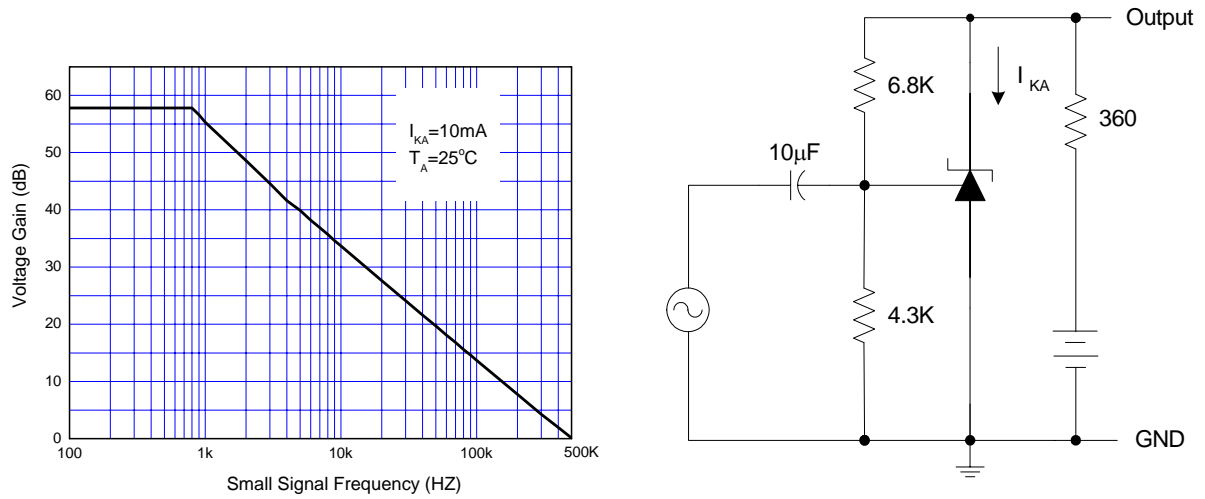 60
50
40
30
20
10
0
Voltage Gain (dB)
I_KA=10mA
T_A=25°C
100
1k
10k
100k
500K
Small Signal Frequency (HZ)
Output
6.8K
I_KA
360
10μF
4.3K
GND